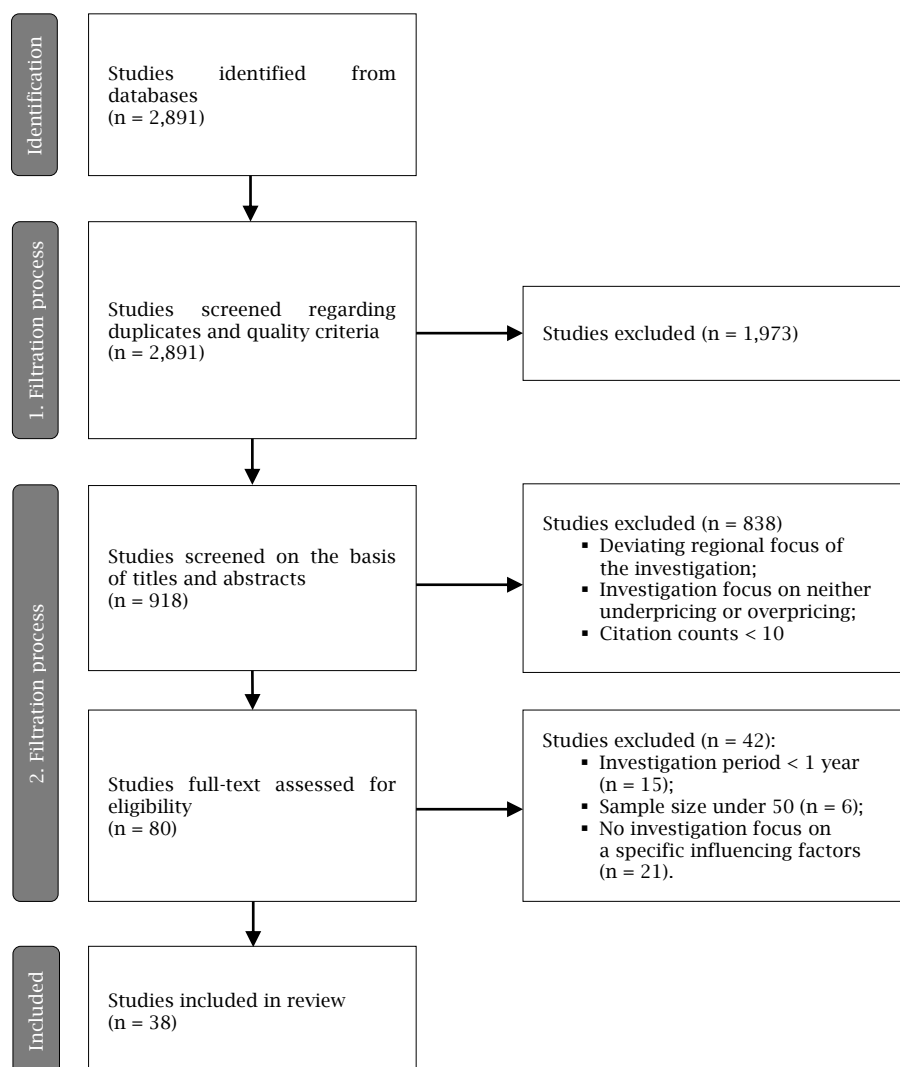 Identification
Studies identified from
databases
(n = 2,891)
1. Filtration process
Studies screened regarding
duplicates and quality criteria
(n = 2,891)
Studies excluded (n = 1,973)
2. Filtration process
Studies screened on the basis
of titles and abstracts
(n = 918)
Studies excluded (n = 838)
▪ Deviating regional focus of
the investigation;
▪ Investigation focus on neither
underpricing or overpricing;
▪ Citation counts < 10
Studies full-text assessed for
eligibility
(n = 80)
Studies excluded (n = 42):
▪ Investigation period < 1 year
(n = 15);
▪ Sample size under 50 (n = 6);
▪ No investigation focus on
a specific influencing factors
(n = 21).
Included
Studies included in review
(n = 38)